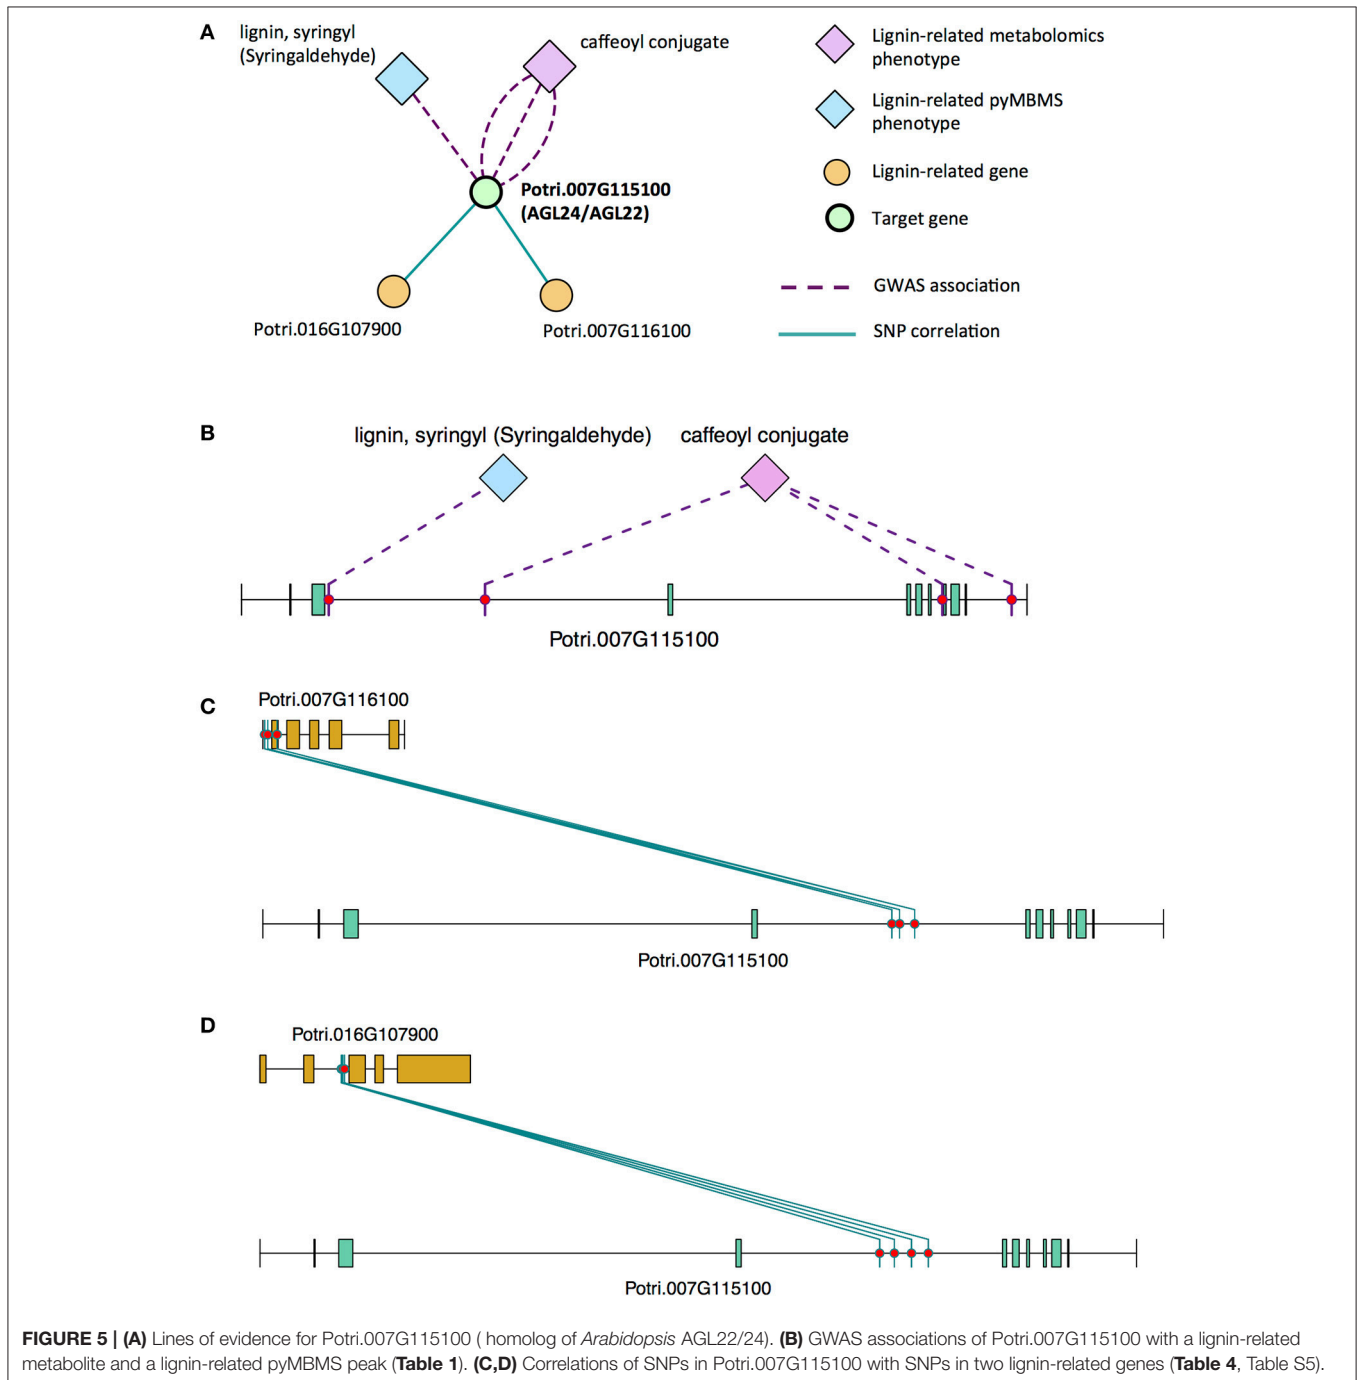 A
lignin, syringyl
(Syringaldehyde)
caffeoyl conjugate
Potri.007G115100
(AGL24/AGL22)
Potri.016G107900
Potri.007G116100
Lignin-related metabolomics
phenotype
Lignin-related pyMBMS
phenotype
Lignin-related gene
Target gene
GWAS association
SNP correlation
B
lignin, syringyl (Syringaldehyde)
caffeoyl conjugate
Potri.007G115100
C
Potri.007G116100
Potri.007G115100
D
Potri.016G107900
Potri.007G115100
FIGURE 5 | (A) Lines of evidence for Potri.007G115100 ( homolog of Arabidopsis AGL22/24). (B) GWAS associations of Potri.007G115100 with a lignin-related
metabolite and a lignin-related pyMBMS peak (Table 1). (C,D) Correlations of SNPs in Potri.007G115100 with SNPs in two lignin-related genes (Table 4, Table S5).